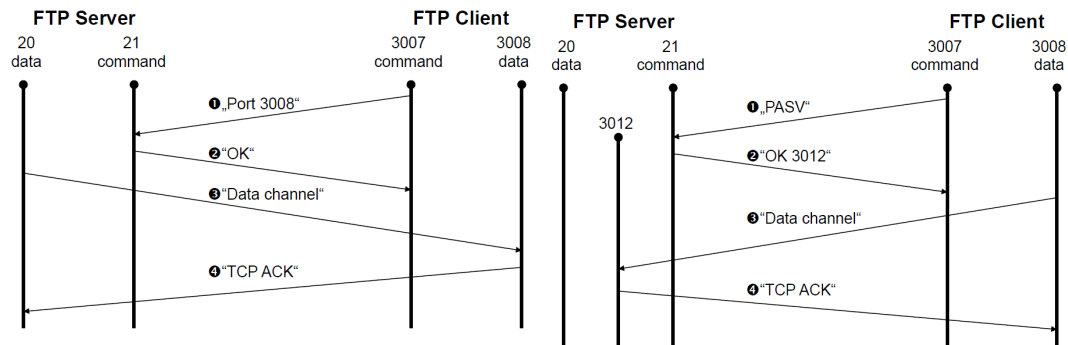 FTP Server
FTP Client
20
data
21
command
3007
command
3008
data
❶„Port 3008“
❷“OK“
❸“Data channel“
❹“TCP ACK“
FTP Server
FTP Client
20
data
21
command
3007
command
3008
data
3012
❶„PASV“
❷“OK 3012“
❸“Data channel“
❹“TCP ACK“